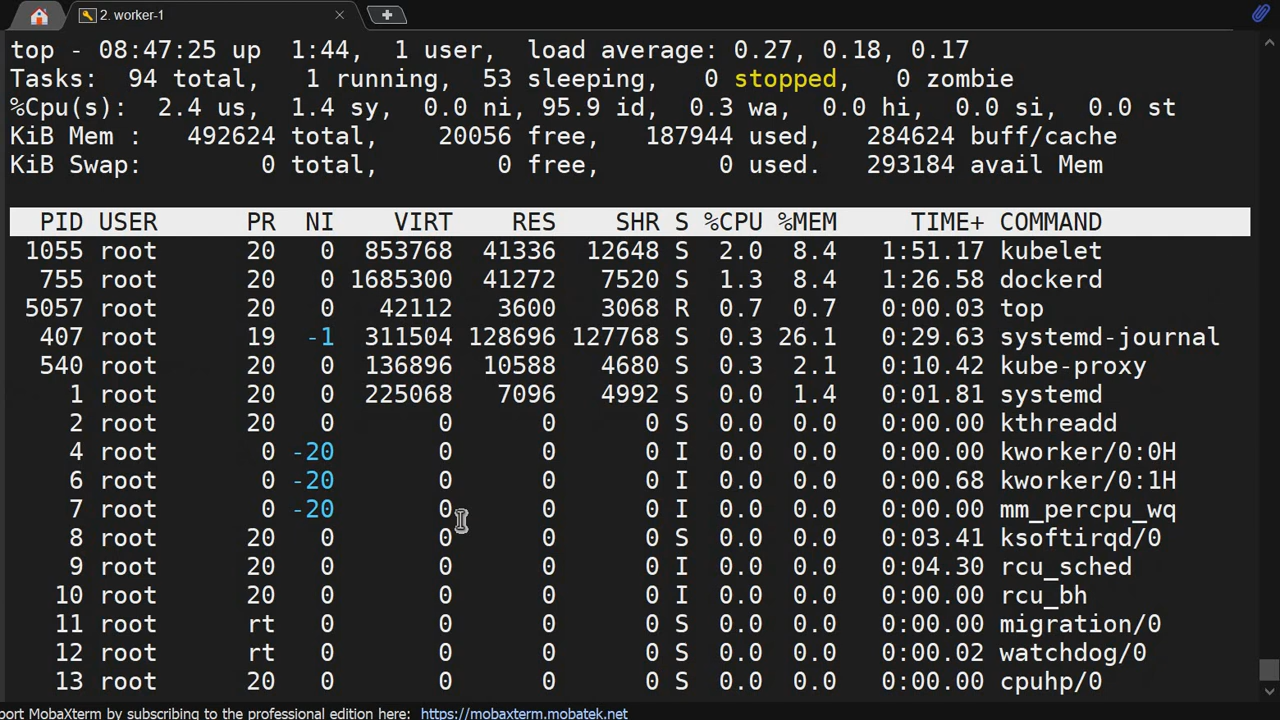 2. worker-1
top - 08:47:25 up  1:44,  1 user,  load average: 0.27, 0.18, 0.17
Tasks:  94 total,   1 running,  53 sleeping,   0 stopped,   0 zombie
%Cpu(s):  2.4 us,  1.4 sy,  0.0 ni, 95.9 id,  0.3 wa,  0.0 hi,  0.0 si,  0.0 st
KiB Mem :   492624 total,    20056 free,   187944 used,   284624 buff/cache
KiB Swap:        0 total,        0 free,        0 used.   293184 avail Mem
PID USER      PR  NI    VIRT    RES    SHR S %CPU %MEM     TIME+ COMMAND
1055 root      20   0  853768  41336  12648 S  2.0  8.4   1:51.17 kubelet
755 root      20   0 1685300  41272   7520 S  1.3  8.4   1:26.58 dockerd
5057 root      20   0   42112   3600   3068 R  0.7  0.7   0:00.03 top
407 root      19  -1  311504 128696 127768 S  0.3 26.1   0:29.63 systemd-journal
540 root      20   0  136896  10588   4680 S  0.3  2.1   0:10.42 kube-proxy
1 root      20   0  225068   7096   4992 S  0.0  1.4   0:01.81 systemd
2 root      20   0       0      0      0 S  0.0  0.0   0:00.00 kthreadd
4 root       0 -20       0      0      0 I  0.0  0.0   0:00.00 kworker/0:0H
6 root       0 -20       0      0      0 I  0.0  0.0   0:00.68 kworker/0:1H
7 root       0 -20       0      0      0 I  0.0  0.0   0:00.00 mm_percpu_wq
8 root      20   0       0      0      0 S  0.0  0.0   0:03.41 ksoftirqd/0
9 root      20   0       0      0      0 I  0.0  0.0   0:04.30 rcu_sched
10 root      20   0       0      0      0 I  0.0  0.0   0:00.00 rcu_bh
11 root      rt   0       0      0      0 S  0.0  0.0   0:00.00 migration/0
12 root      rt   0       0      0      0 S  0.0  0.0   0:00.02 watchdog/0
13 root      20   0       0      0      0 S  0.0  0.0   0:00.00 cpuhp/0
port MobaXterm by subscribing to the professional edition here: https://mobaxterm.mobatek.net